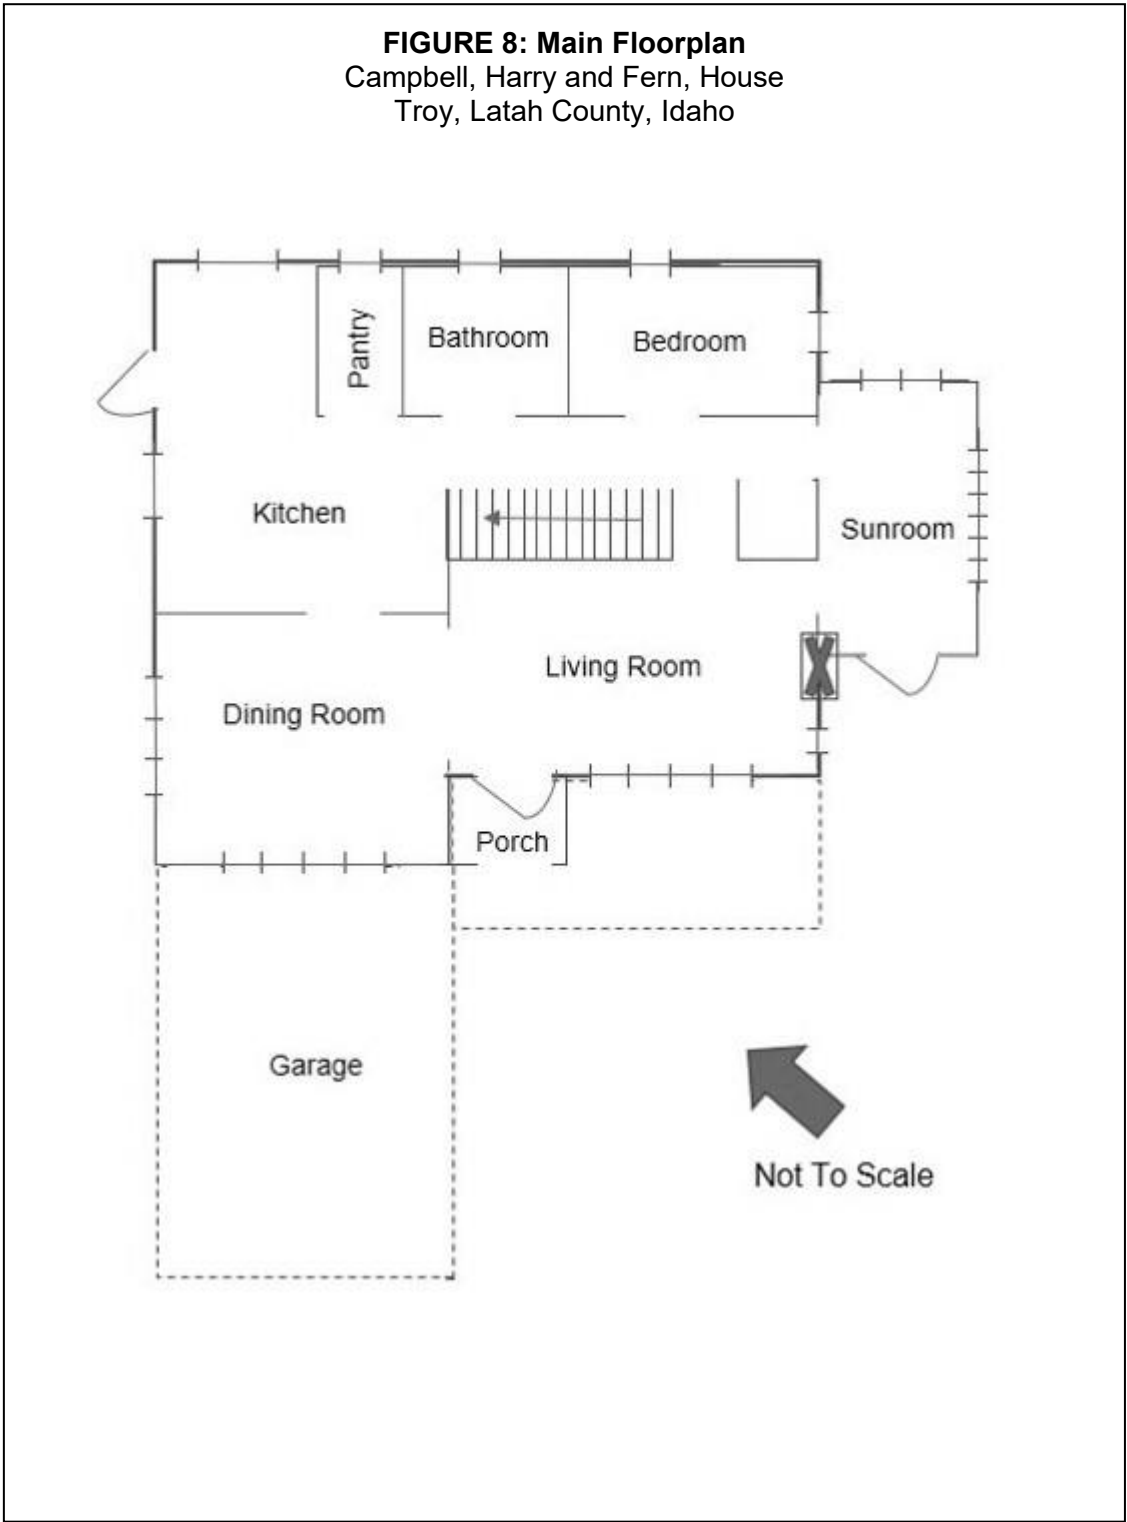 FIGURE 8: Main Floorplan
Campbell, Harry and Fern, House
Troy, Latah County, Idaho
Pantry
Bathroom
Bedroom
Kitchen
Sunroom
Living Room
Dining Room
Porch
Garage
Not To Scale